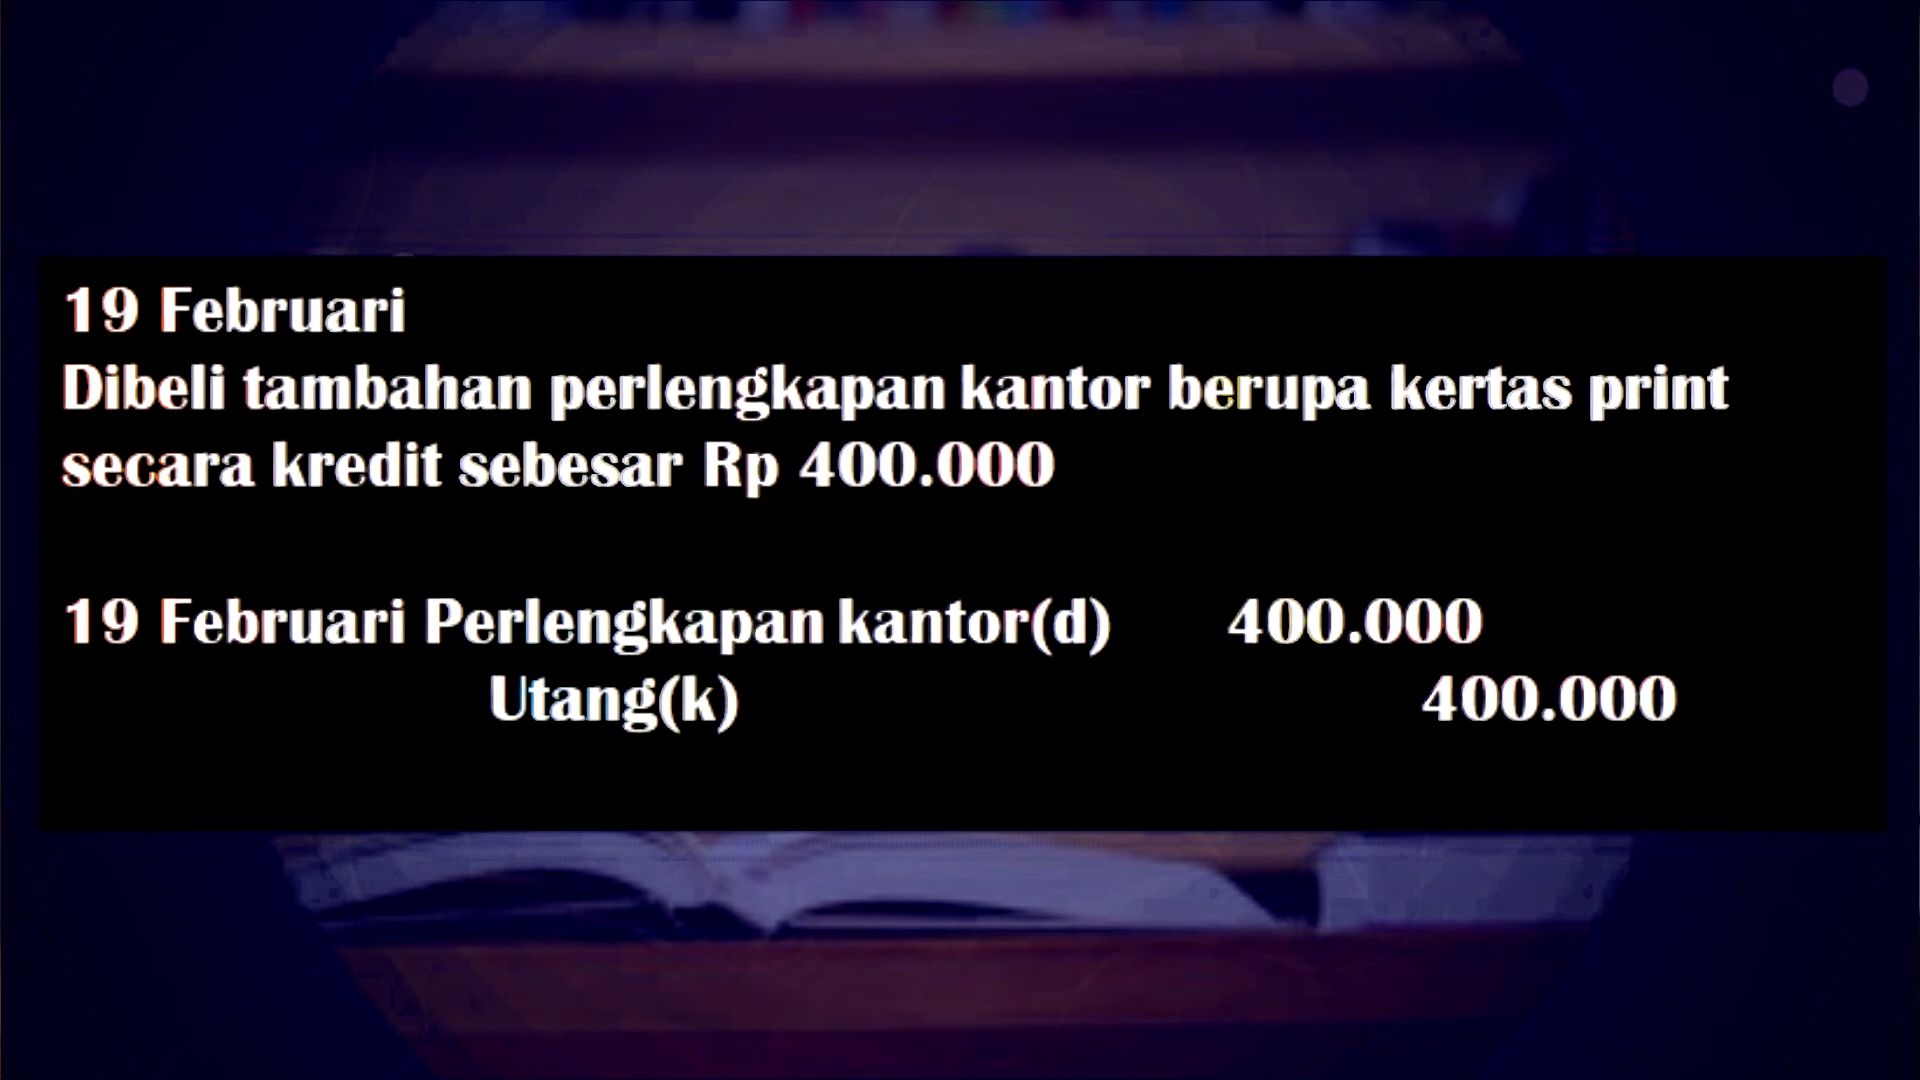 19 Februari
Dibeli tambahan perlengkapan kantor berupa kertas print
secara kredit sebesar Rp 400.000
19 Februari Perlengkapan kantor(d) 400.000
Utang(k) 400.000